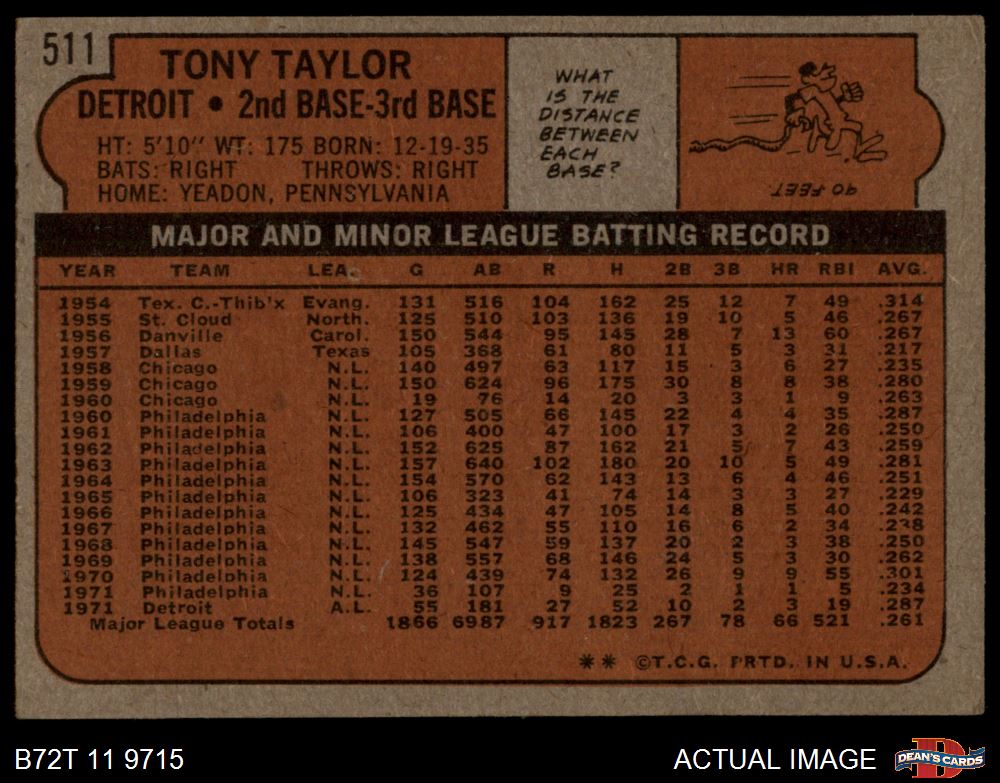 511
TONY TAYLOR
DETROIT • 2nd BASE-3rd BASE
HT: 5'10" WT: 175 BORN: 12-19-35
BATS: RIGHT THROWS: RIGHT
HOME: YEADON, PENNSYLVANIA
WHAT
IS THE
DISTANCE
BETWEEN
EACH
BASE?
90 FEET.
MAJOR AND MINOR LEAGUE BATTING RECORD
YEAR TEAM LEA. G AB R H 2B 3B HR RBI AVG.
1954 Tex. C.-Thib'x Evang. 131 516 104 162 25 12 7 49 .314
1955 St. Cloud North. 125 510 103 136 19 10 5 46 .267
1956 Danville Carol. 150 544 95 145 28 7 13 60 .267
1957 Dallas Texas 105 368 61 80 11 5 3 31 .217
1958 Chicago N.L. 140 497 63 117 15 3 6 27 .235
1959 Chicago N.L. 150 624 96 175 30 8 8 38 .280
1960 Chicago N.L. 19 76 14 20 3 3 1 9 .263
1960 Philadelphia N.L. 127 505 66 145 22 4 4 35 .287
1961 Philadelphia N.L. 106 400 47 100 17 3 2 26 .250
1962 Philadelphia N.L. 152 625 87 162 21 5 7 43 .259
1963 Philadelphia N.L. 157 640 102 180 20 10 5 49 .281
1964 Philadelphia N.L. 154 570 62 143 13 6 4 46 .251
1965 Philadelphia N.L. 106 323 41 74 14 3 3 27 .229
1966 Philadelphia N.L. 125 434 47 105 14 8 5 40 .242
1967 Philadelphia N.L. 132 462 55 110 16 6 2 34 .238
1968 Philadelphia N.L. 145 547 59 137 20 2 3 38 .250
1969 Philadelphia N.L. 138 557 68 146 24 5 3 30 .262
1970 Philadelphia N.L. 124 439 74 132 26 9 9 55 .301
1971 Philadelphia N.L. 36 107 9 25 2 1 1 5 .234
1971 Detroit A.L. 55 181 27 52 10 2 3 19 .287
Major League Totals 1866 6987 917 1823 267 78 66 521 .261
** ©T.C.G. PRTD. IN U.S.A.
B72T 11 9715
ACTUAL IMAGE
D
DEAN'S CARDS